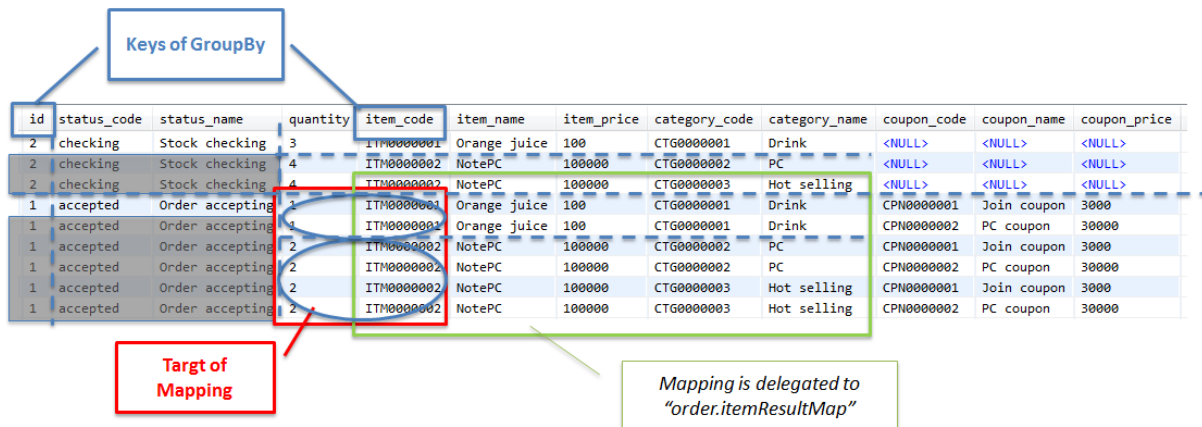 Keys of GroupBy
id status_code status_name quantity item_code item_name item_price category_code category_name coupon_code coupon_name coupon_price
2 checking Stock checking 3 ITM0000001 Orange juice 100 CTG0000001 Drink <NULL> <NULL> <NULL>
2 checking Stock checking 4 ITM0000002 NotePC 100000 CTG0000002 PC <NULL> <NULL> <NULL>
2 checking Stock checking 4 ITM0000002 NotePC 100000 CTG0000003 Hot selling <NULL> <NULL> <NULL>
1 accepted Order accepting 1 ITM0000001 Orange juice 100 CTG0000001 Drink CPN0000001 Join coupon 3000
1 accepted Order accepting 1 ITM0000001 Orange juice 100 CTG0000001 Drink CPN0000002 PC coupon 30000
1 accepted Order accepting 2 ITM0000002 NotePC 100000 CTG0000002 PC CPN0000001 Join coupon 3000
1 accepted Order accepting 2 ITM0000002 NotePC 100000 CTG0000002 PC CPN0000002 PC coupon 30000
1 accepted Order accepting 2 ITM0000002 NotePC 100000 CTG0000003 Hot selling CPN0000001 Join coupon 3000
1 accepted Order accepting 2 ITM0000002 NotePC 100000 CTG0000003 Hot selling CPN0000002 PC coupon 30000
Targt of
Mapping
Mapping is delegated to
“order.itemResultMap”